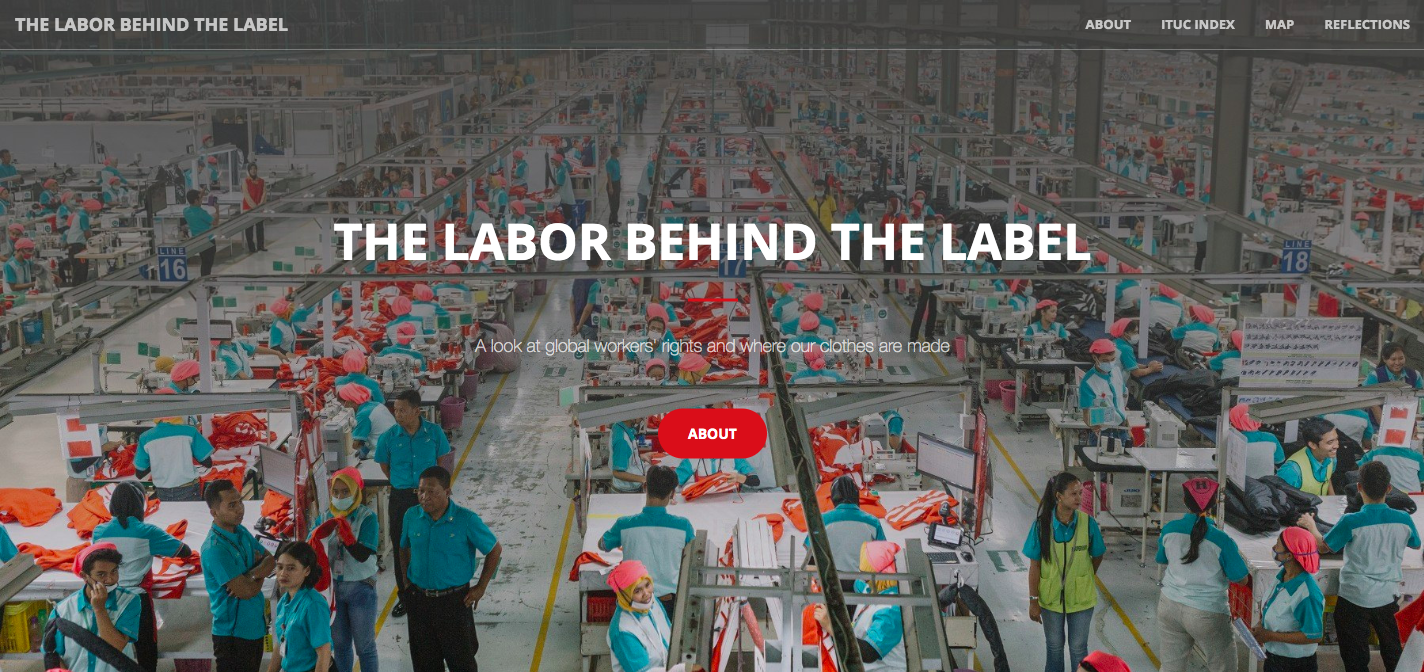 THE LABOR BEHIND THE LABEL
ABOUT ITUC INDEX MAP REFLECTIONS
THE LABOR BEHIND THE LABEL
LINE
16
17
LINE
18
A look at global workers' rights and where our clothes are made
ABOUT